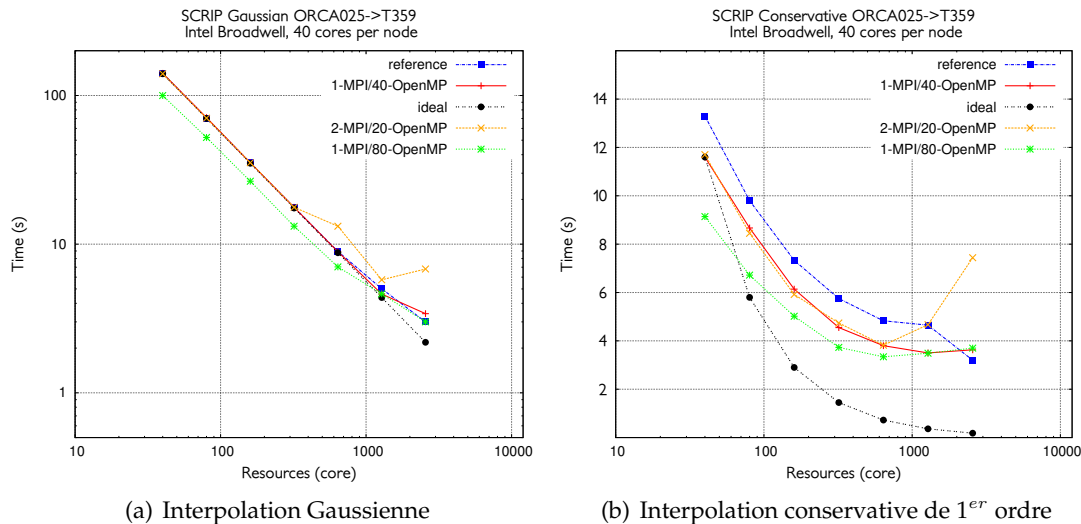 SCRIP Gaussian ORCA025->T359
Intel Broadwell, 40 cores per node
reference
1-MPI/40-OpenMP
ideal
2-MPI/20-OpenMP
1-MPI/80-OpenMP
Time (s)
100
10
1
10
100
1000
10000
Resources (core)
(a) Interpolation Gaussienne
SCRIP Conservative ORCA025->T359
Intel Broadwell, 40 cores per node
reference
1-MPI/40-OpenMP
ideal
2-MPI/20-OpenMP
1-MPI/80-OpenMP
Time (s)
14
12
10
8
6
4
2
10
100
1000
10000
Resources (core)
(b) Interpolation conservative de 1er ordre